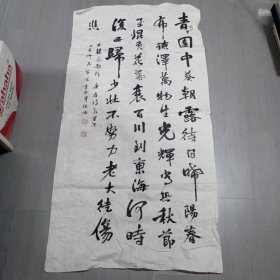 青園中葵朝露待日晞陽春
布德澤萬物生光輝常恐秋節
至焜黃花葉衰百川到東海何時
復西歸少壯不努力老大徒傷
悲